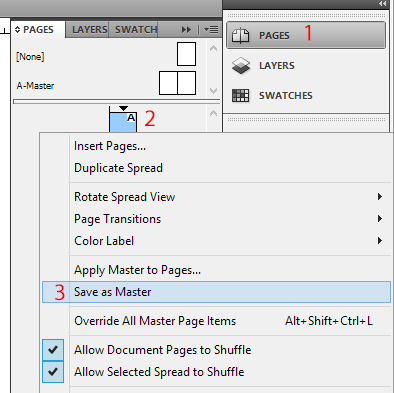 PAGES LAYERS SWATCH
[None]
A-Master
A 2
PAGES 1
LAYERS
SWATCHES
Insert Pages...
Duplicate Spread
Rotate Spread View
Page Transitions
Color Label
Apply Master to Pages...
3 Save as Master
Override All Master Page Items Alt+Shift+Ctrl+L
Allow Document Pages to Shuffle
Allow Selected Spread to Shuffle